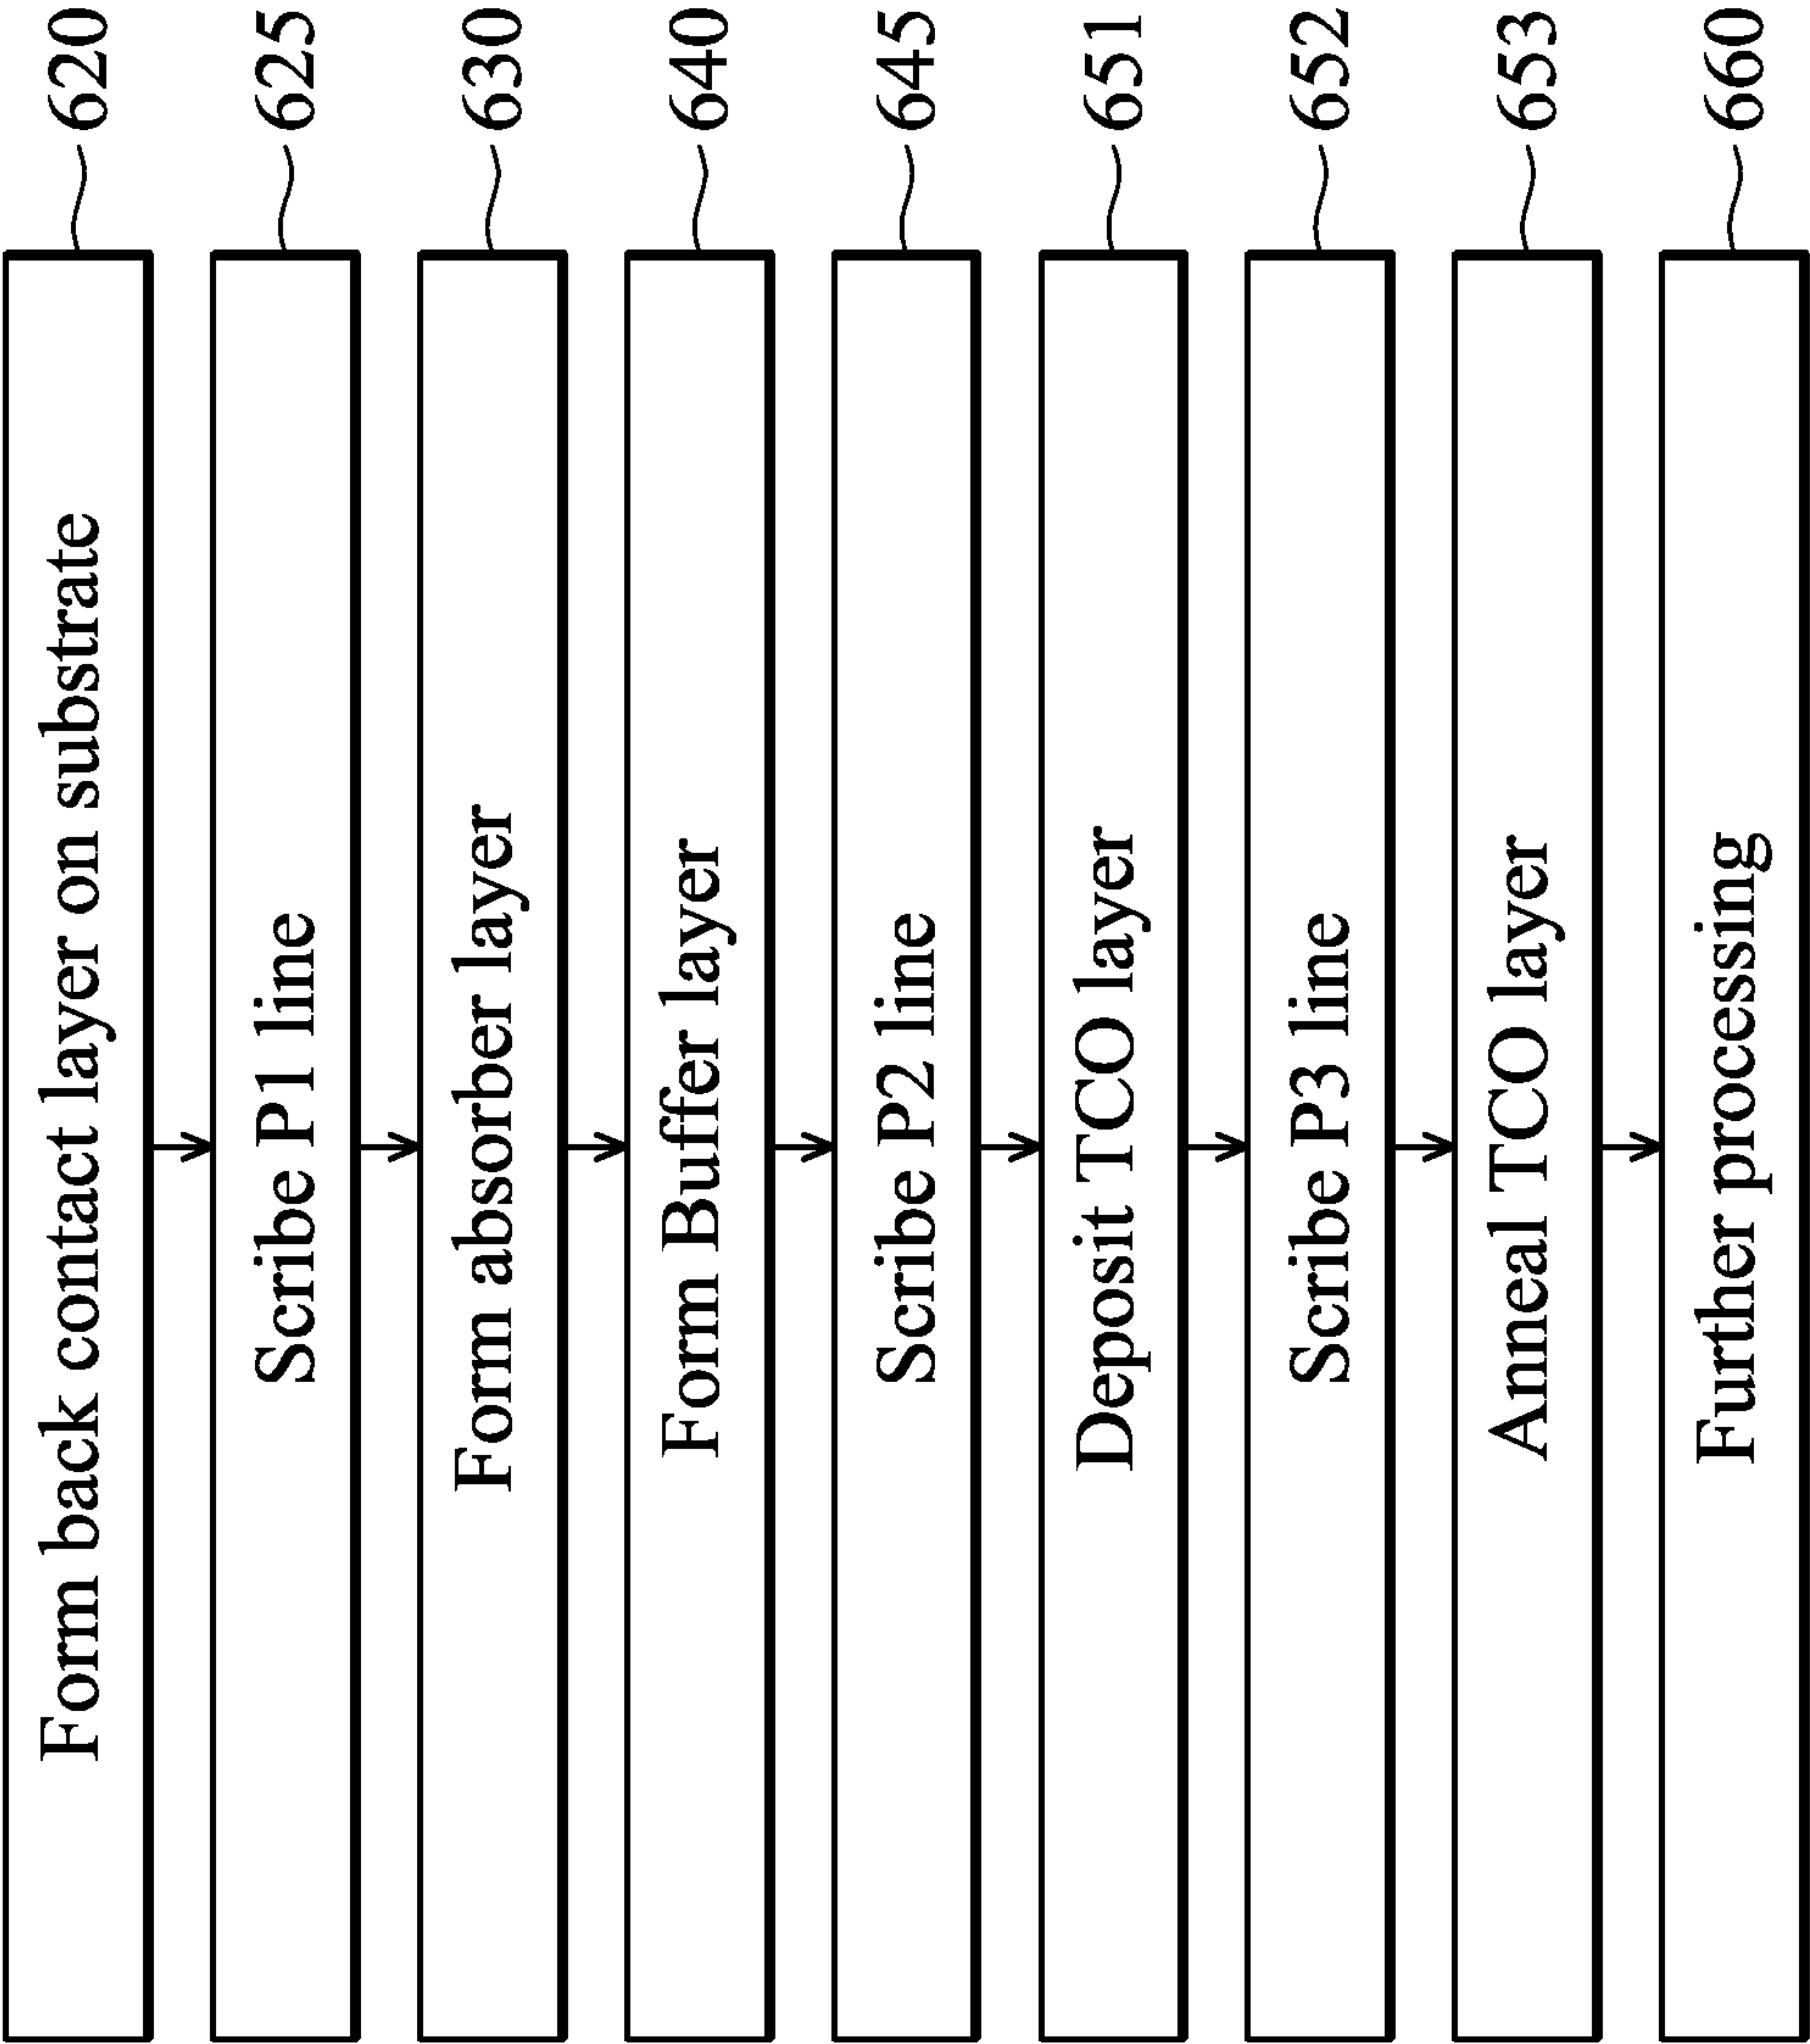 Form back contact layer on substrate 620
Scribe P1 line 625
Form absorber layer 630
Form Buffer layer 640
Scribe P2 line 645
Deposit TCO layer 651
Scribe P3 line 652
Anneal TCO layer 653
Further processing 660